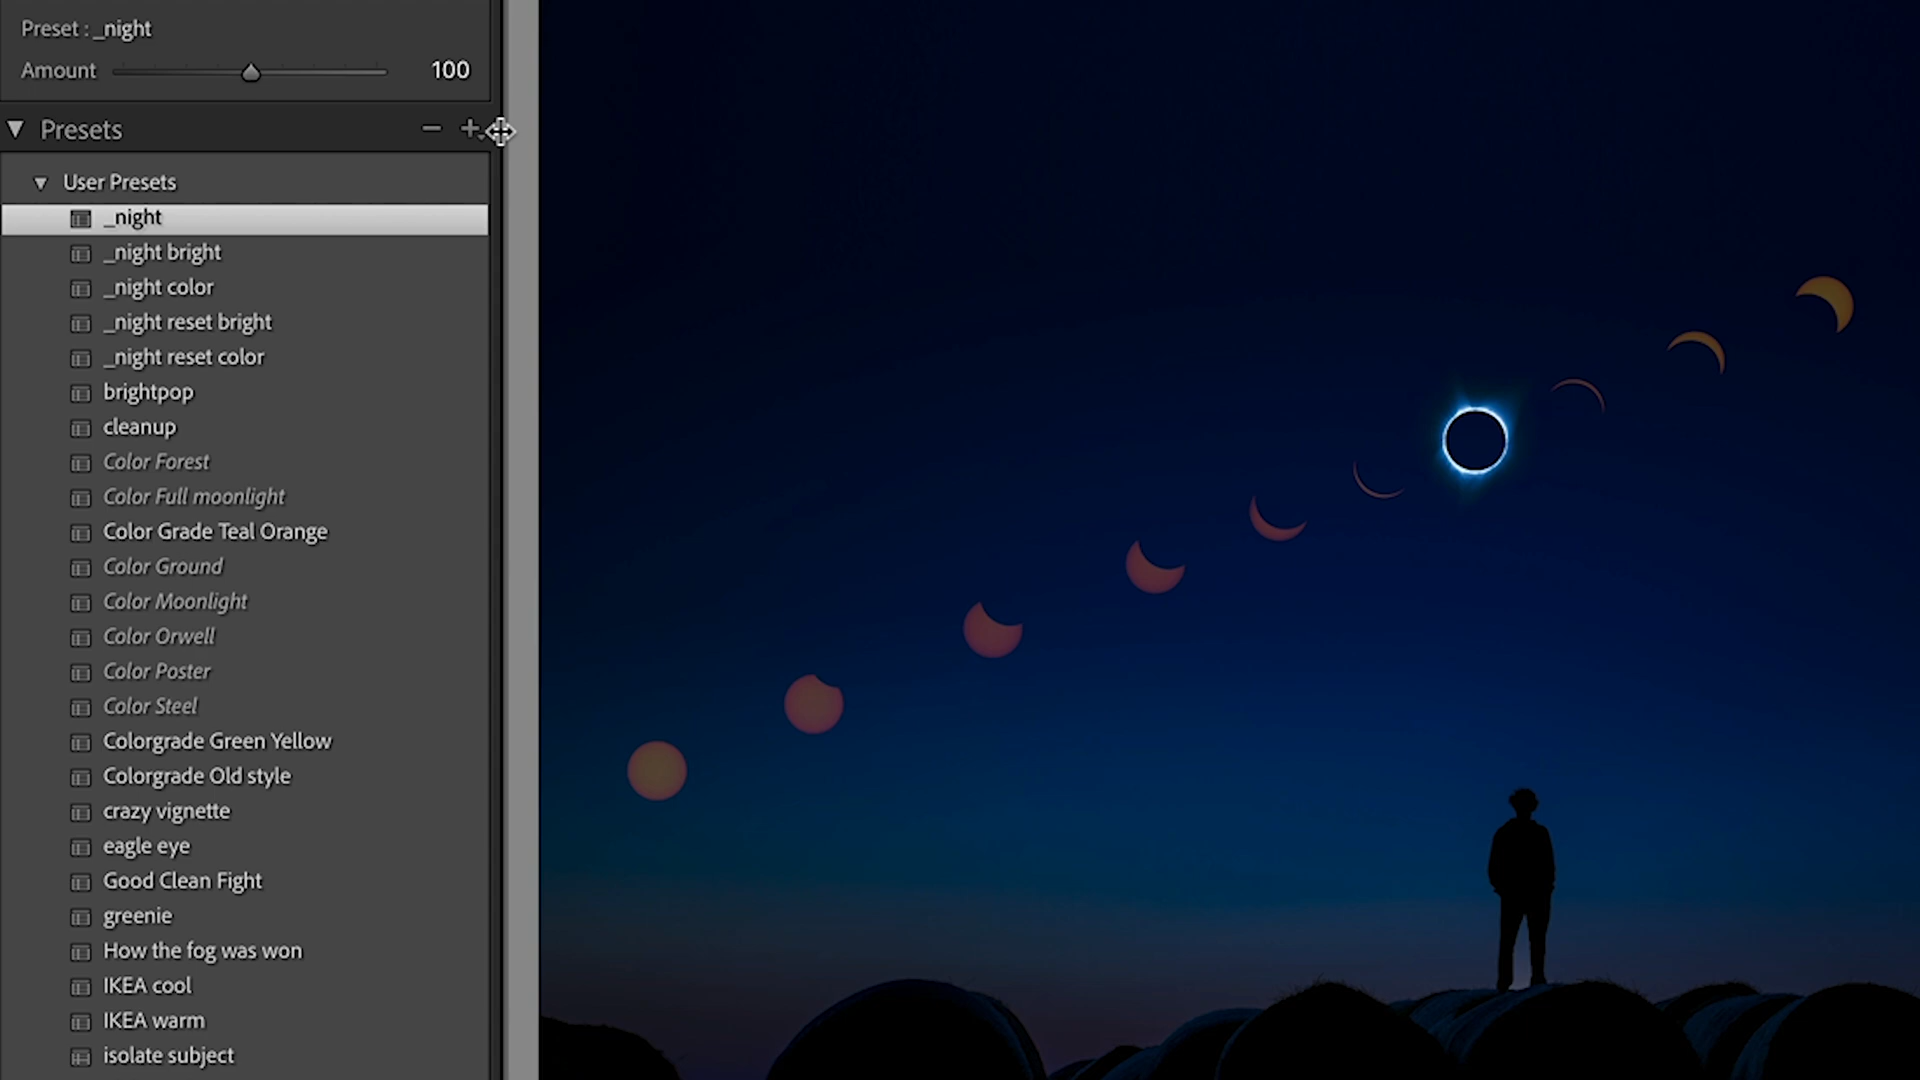 Preset : _night
Amount 100
Presets
User Presets
_night
_night bright
_night color
_night reset bright
_night reset color
brightpop
cleanup
Color Forest
Color Full moonlight
Color Grade Teal Orange
Color Ground
Color Moonlight
Color Orwell
Color Poster
Color Steel
Colorgrade Green Yellow
Colorgrade Old style
crazy vignette
eagle eye
Good Clean Fight
greenie
How the fog was won
IKEA cool
IKEA warm
isolate subject